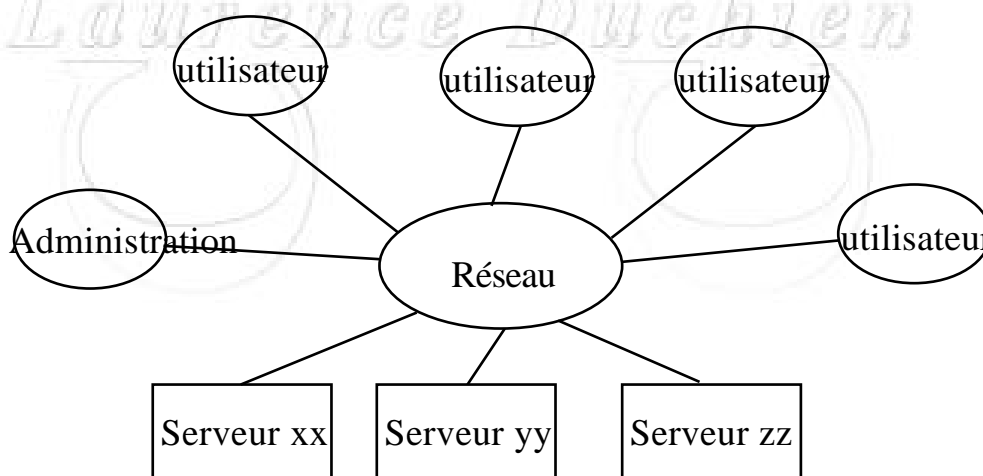 Laurence Duchien
utilisateur
utilisateur
utilisateur
Administration
utilisateur
Réseau
Serveur xx
Serveur yy
Serveur zz